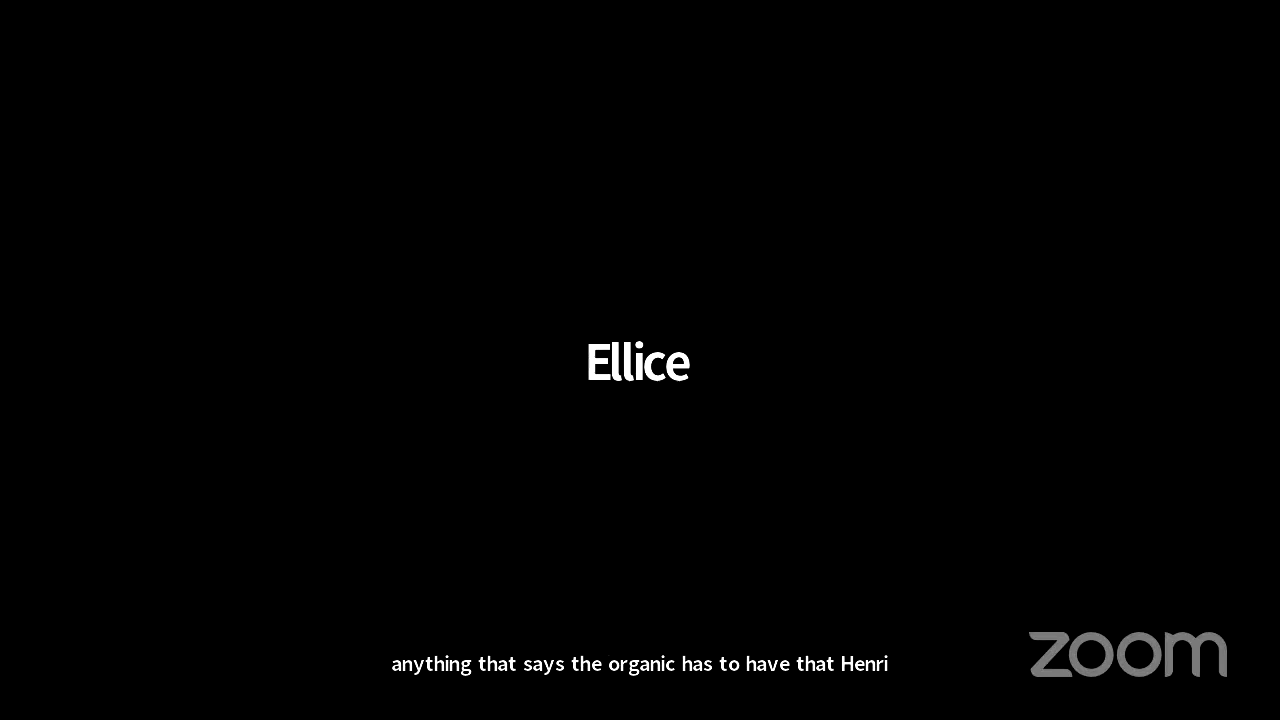 Ellice
anything that says the organic has to have that Henri
zoom